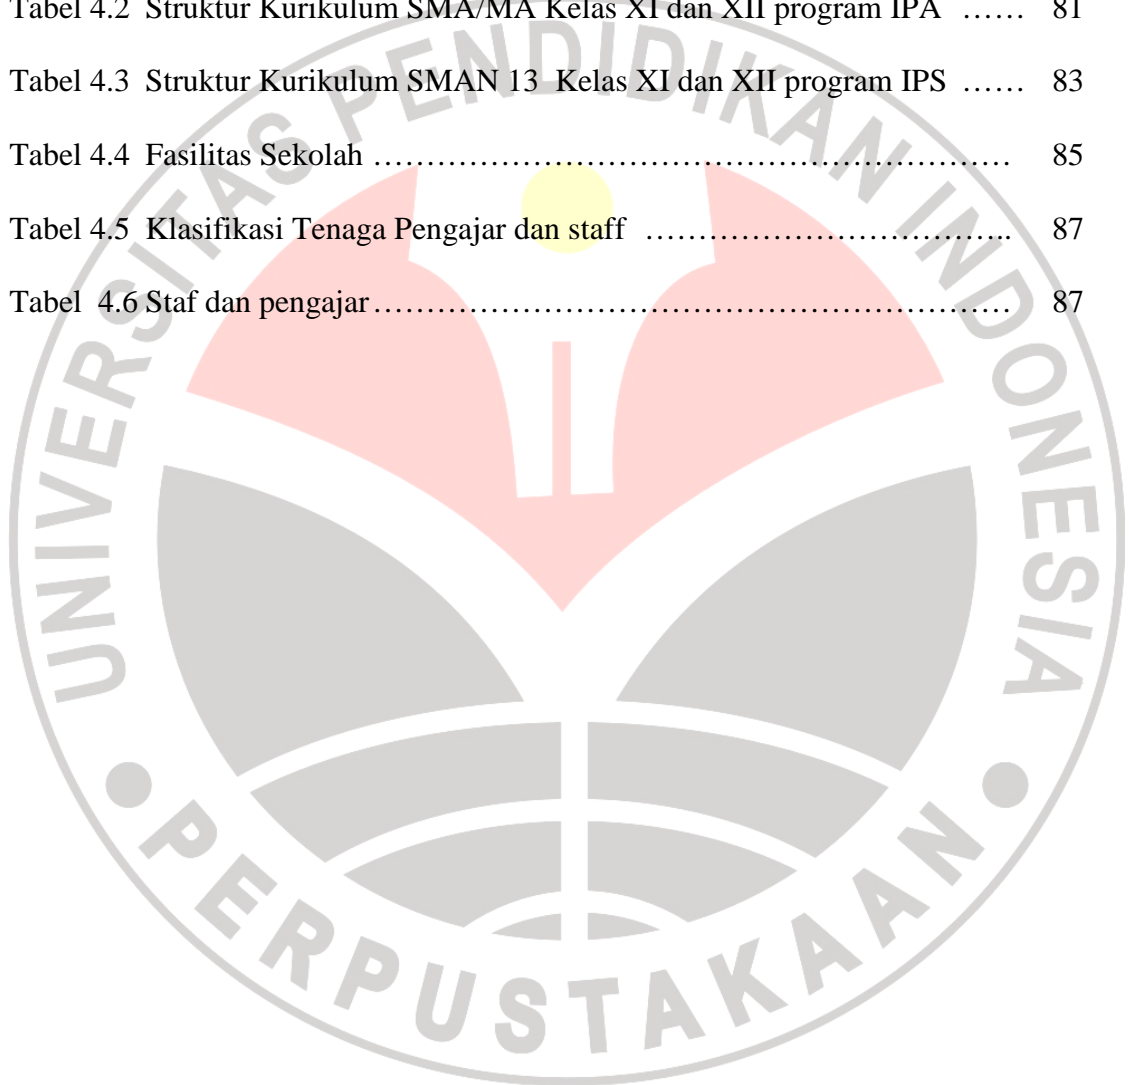 Tabel 4.2 Struktur Kurikulum SMA/MA Kelas XI dan XII program IPA …… 81
Tabel 4.3 Struktur Kurikulum SMAN 13 Kelas XI dan XII program IPS …… 83
Tabel 4.4 Fasilitas Sekolah …………………………………………………… 85
Tabel 4.5 Klasifikasi Tenaga Pengajar dan staff …………………………….. 87
Tabel 4.6 Staf dan pengajar …………………………………………………… 87
UNIVERSITAS PENDIDIKAN INDONESIA
PERPUSTAKAAN